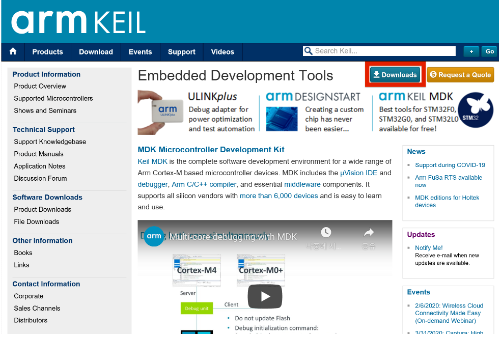 arm KEIL
Products Download Events Support Videos
Search Keil...
+ Go
Product Information
Product Overview
Supported Microcontrollers
Shows and Seminars
Technical Support
Support Knowledgebase
Product Manuals
Application Notes
Discussion Forum
Software Downloads
Product Downloads
File Downloads
Other Information
Books
Links
Contact Information
Corporate
Sales Channels
Distributors
Embedded Development Tools
Downloads
Request a Quote
arm
ULINKplus
Debug adapter for
power optimization
and test automation
arm DESIGNSTART
Creating a custom
chip has never
been easier...
arm KEIL MDK
Best tools for STM32F0,
STM32G0, and STM32L0
available for free!
STM32
MDK Microcontroller Development Kit
Keil MDK is the complete software development environment for a wide range of
Arm Cortex-M based microcontroller devices. MDK includes the µVision IDE and
debugger, Arm C/C++ compiler, and essential middleware components. It
supports all silicon vendors with more than 6,000 devices and is easy to learn
and use.
arm
Multi-core debugging with MDK
Cortex-M4 Cortex-M0+
Server
Debug unit
Client
• Do not update Flash
• Debug initialization command:
News
Support during COVID-19
Arm FuSa RTS available
now
MDK editions for Holtek
devices
Updates
Notify Me!
Receive e-mail when new
updates are available.
Events
2/6/2020: Wireless Cloud
Connectivity Made Easy
(On-demand Webinar)
3/31/2020: Capture: High